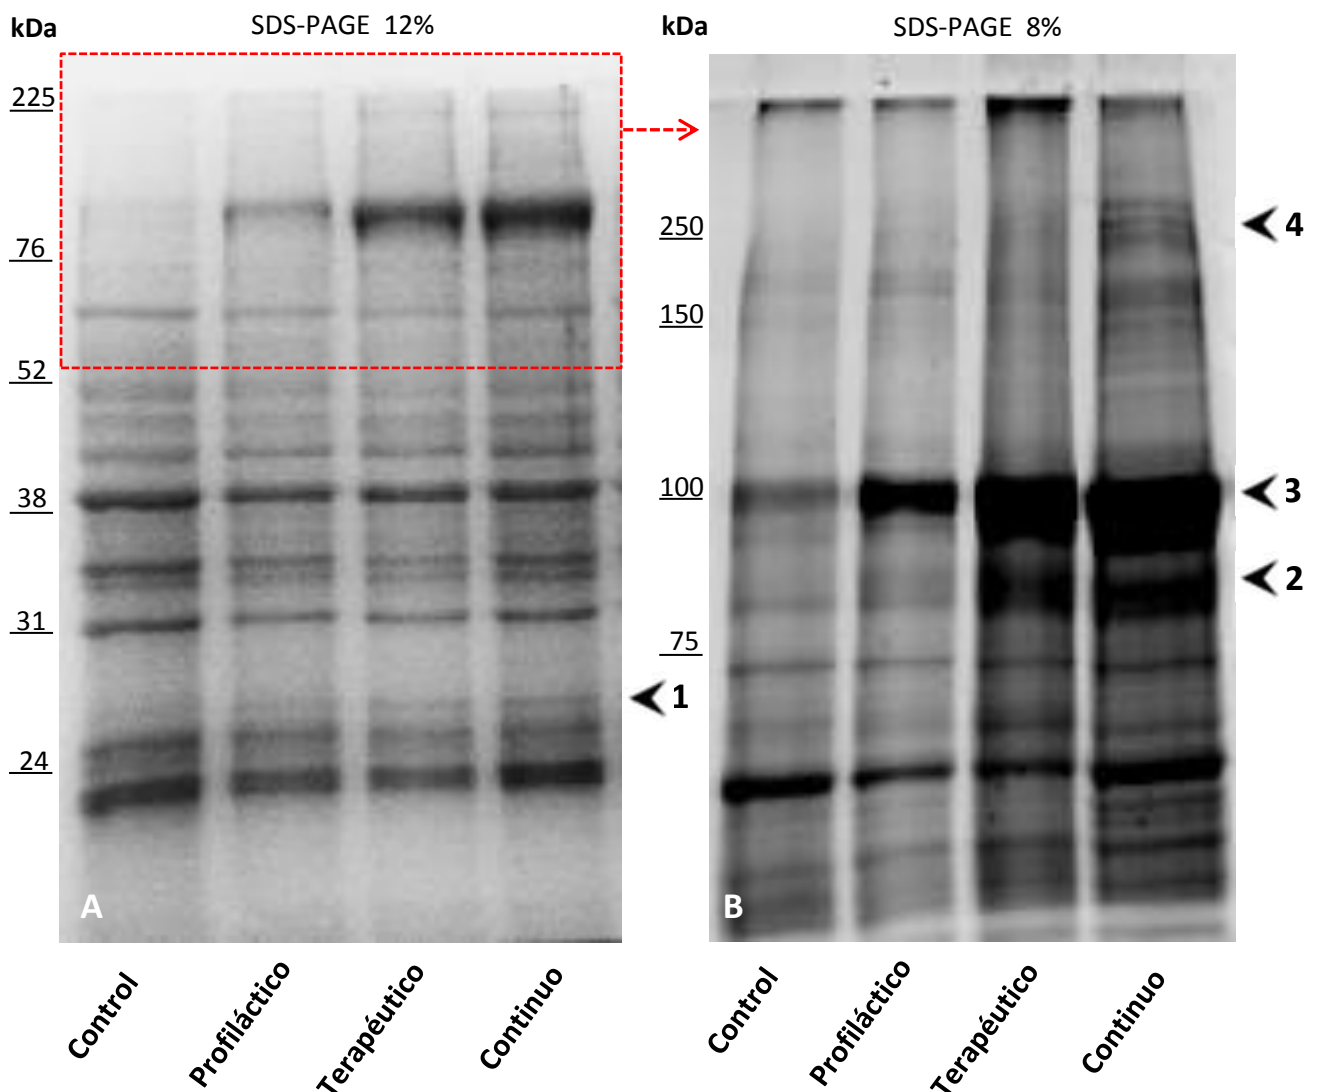 kDa
SDS-PAGE 12%
225
76
52
38
31
24
1
A
Control
Profiláctico
Terapéutico
Continuo
kDa
SDS-PAGE 8%
250
150
100
75
4
3
2
B
Control
Profiláctico
Terapéutico
Continuo